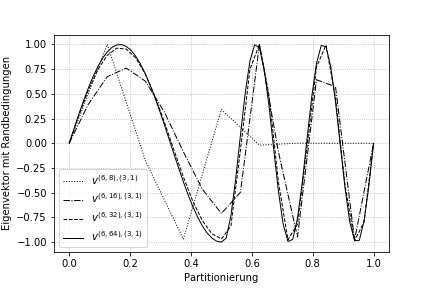 Eigenvektor mit Randbedingungen
1.00
0.75
0.50
0.25
0.00
−0.25
−0.50
−0.75
−1.00
v^(6, 8), (3, 1)
v^(6, 16), (3, 1)
v^(6, 32), (3, 1)
v^(6, 64), (3, 1)
0.0 0.2 0.4 0.6 0.8 1.0
Partitionierung